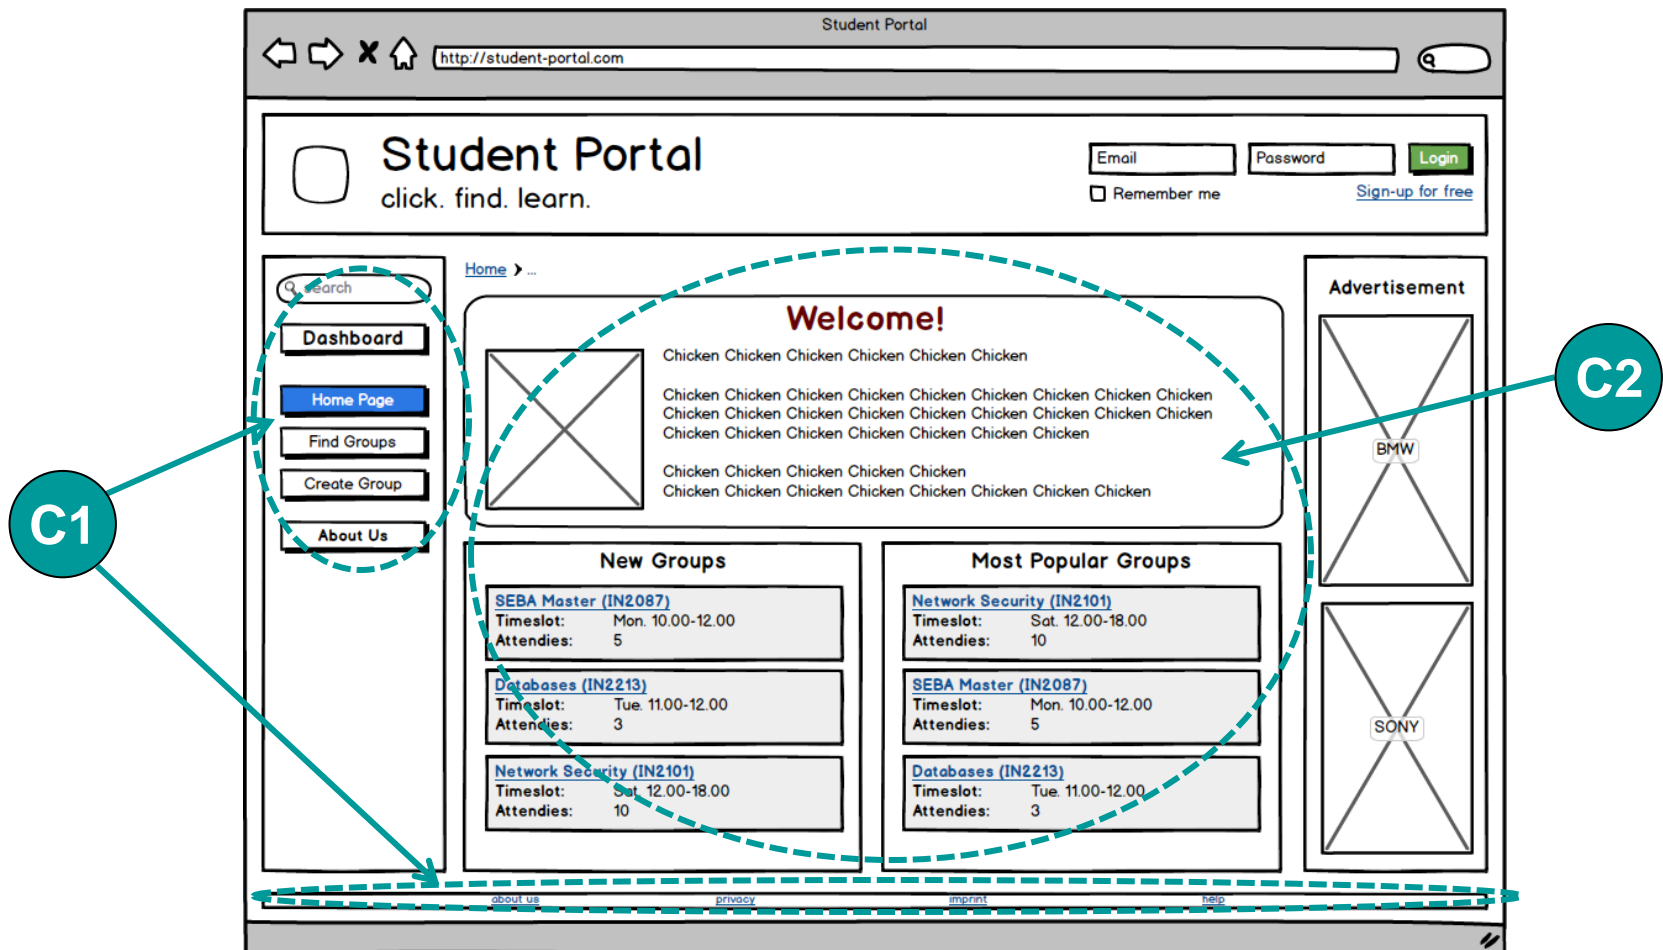 Student Portal
http://student-portal.com
Student Portal
click. find. learn.
Email
Password
Login
Remember me
Sign-up for free
search
Dashboard
Home Page
Find Groups
Create Group
About Us
C1
Home ...
Welcome!
Chicken Chicken Chicken Chicken Chicken Chicken
Chicken Chicken Chicken Chicken Chicken Chicken Chicken Chicken Chicken
Chicken Chicken Chicken Chicken Chicken Chicken Chicken Chicken Chicken
Chicken Chicken Chicken Chicken Chicken Chicken Chicken
Chicken Chicken Chicken Chicken Chicken
Chicken Chicken Chicken Chicken Chicken Chicken Chicken Chicken
New Groups
SEBA Master (IN2087)
Timeslot: Mon. 10.00-12.00
Attendies: 5
Databases (IN2213)
Timeslot: Tue. 11.00-12.00
Attendies: 3
Network Security (IN2101)
Timeslot: Sat. 12.00-18.00
Attendies: 10
Most Popular Groups
Network Security (IN2101)
Timeslot: Sat. 12.00-18.00
Attendies: 10
SEBA Master (IN2087)
Timeslot: Mon. 10.00-12.00
Attendies: 5
Databases (IN2213)
Timeslot: Tue. 11.00-12.00
Attendies: 3
Advertisement
BMW
SONY
C2
about us
privacy
imprint
help